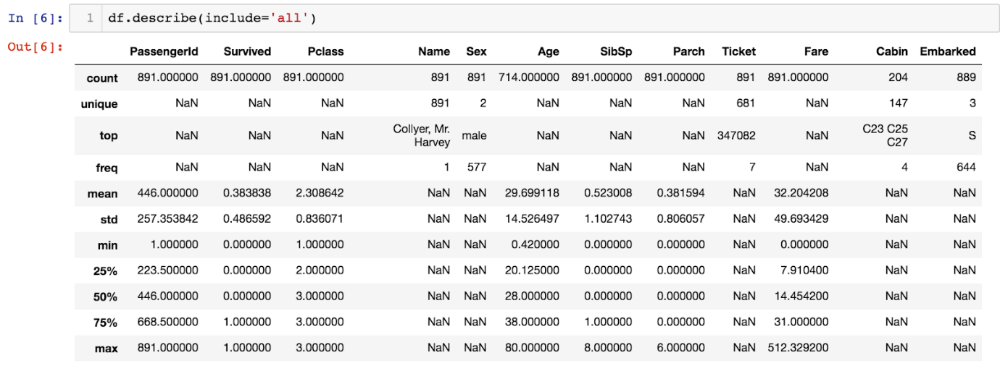 In [6]: 1 df.describe(include='all')
Out[6]:
PassengerId Survived Pclass Name Sex Age SibSp Parch Ticket Fare Cabin Embarked
count 891.000000 891.000000 891.000000 891 891 714.000000 891.000000 891.000000 891 891.000000 204 889
unique NaN NaN NaN 891 2 NaN NaN NaN 681 NaN 147 3
top NaN NaN NaN Collyer, Mr. Harvey male NaN NaN NaN 347082 NaN C23 C25 C27 S
freq NaN NaN NaN 1 577 NaN NaN NaN 7 NaN 4 644
mean 446.000000 0.383838 2.308642 NaN NaN 29.699118 0.523008 0.381594 NaN 32.204208 NaN NaN
std 257.353842 0.486592 0.836071 NaN NaN 14.526497 1.102743 0.806057 NaN 49.693429 NaN NaN
min 1.000000 0.000000 1.000000 NaN NaN 0.420000 0.000000 0.000000 NaN 0.000000 NaN NaN
25% 223.500000 0.000000 2.000000 NaN NaN 20.125000 0.000000 0.000000 NaN 7.910400 NaN NaN
50% 446.000000 0.000000 3.000000 NaN NaN 28.000000 0.000000 0.000000 NaN 14.454200 NaN NaN
75% 668.500000 1.000000 3.000000 NaN NaN 38.000000 1.000000 0.000000 NaN 31.000000 NaN NaN
max 891.000000 1.000000 3.000000 NaN NaN 80.000000 8.000000 6.000000 NaN 512.329200 NaN NaN